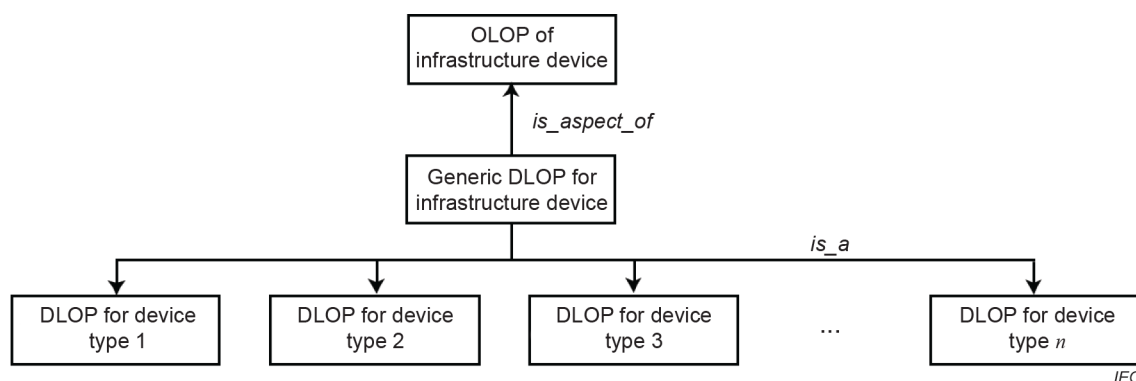 OLOP of
infrastructure device
is_aspect_of
Generic DLOP for
infrastructure device
is_a
DLOP for device
type 1
DLOP for device
type 2
DLOP for device
type 3
...
DLOP for device
type n
IEC